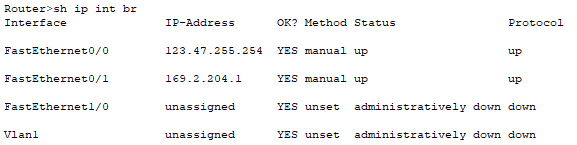 Router>sh ip int br
Interface              IP-Address      OK? Method Status                Protocol
FastEthernet0/0        123.47.255.254  YES manual up                    up
FastEthernet0/1        169.2.204.1     YES manual up                    up
FastEthernet1/0        unassigned      YES unset  administratively down down
Vlan1                  unassigned      YES unset  administratively down down